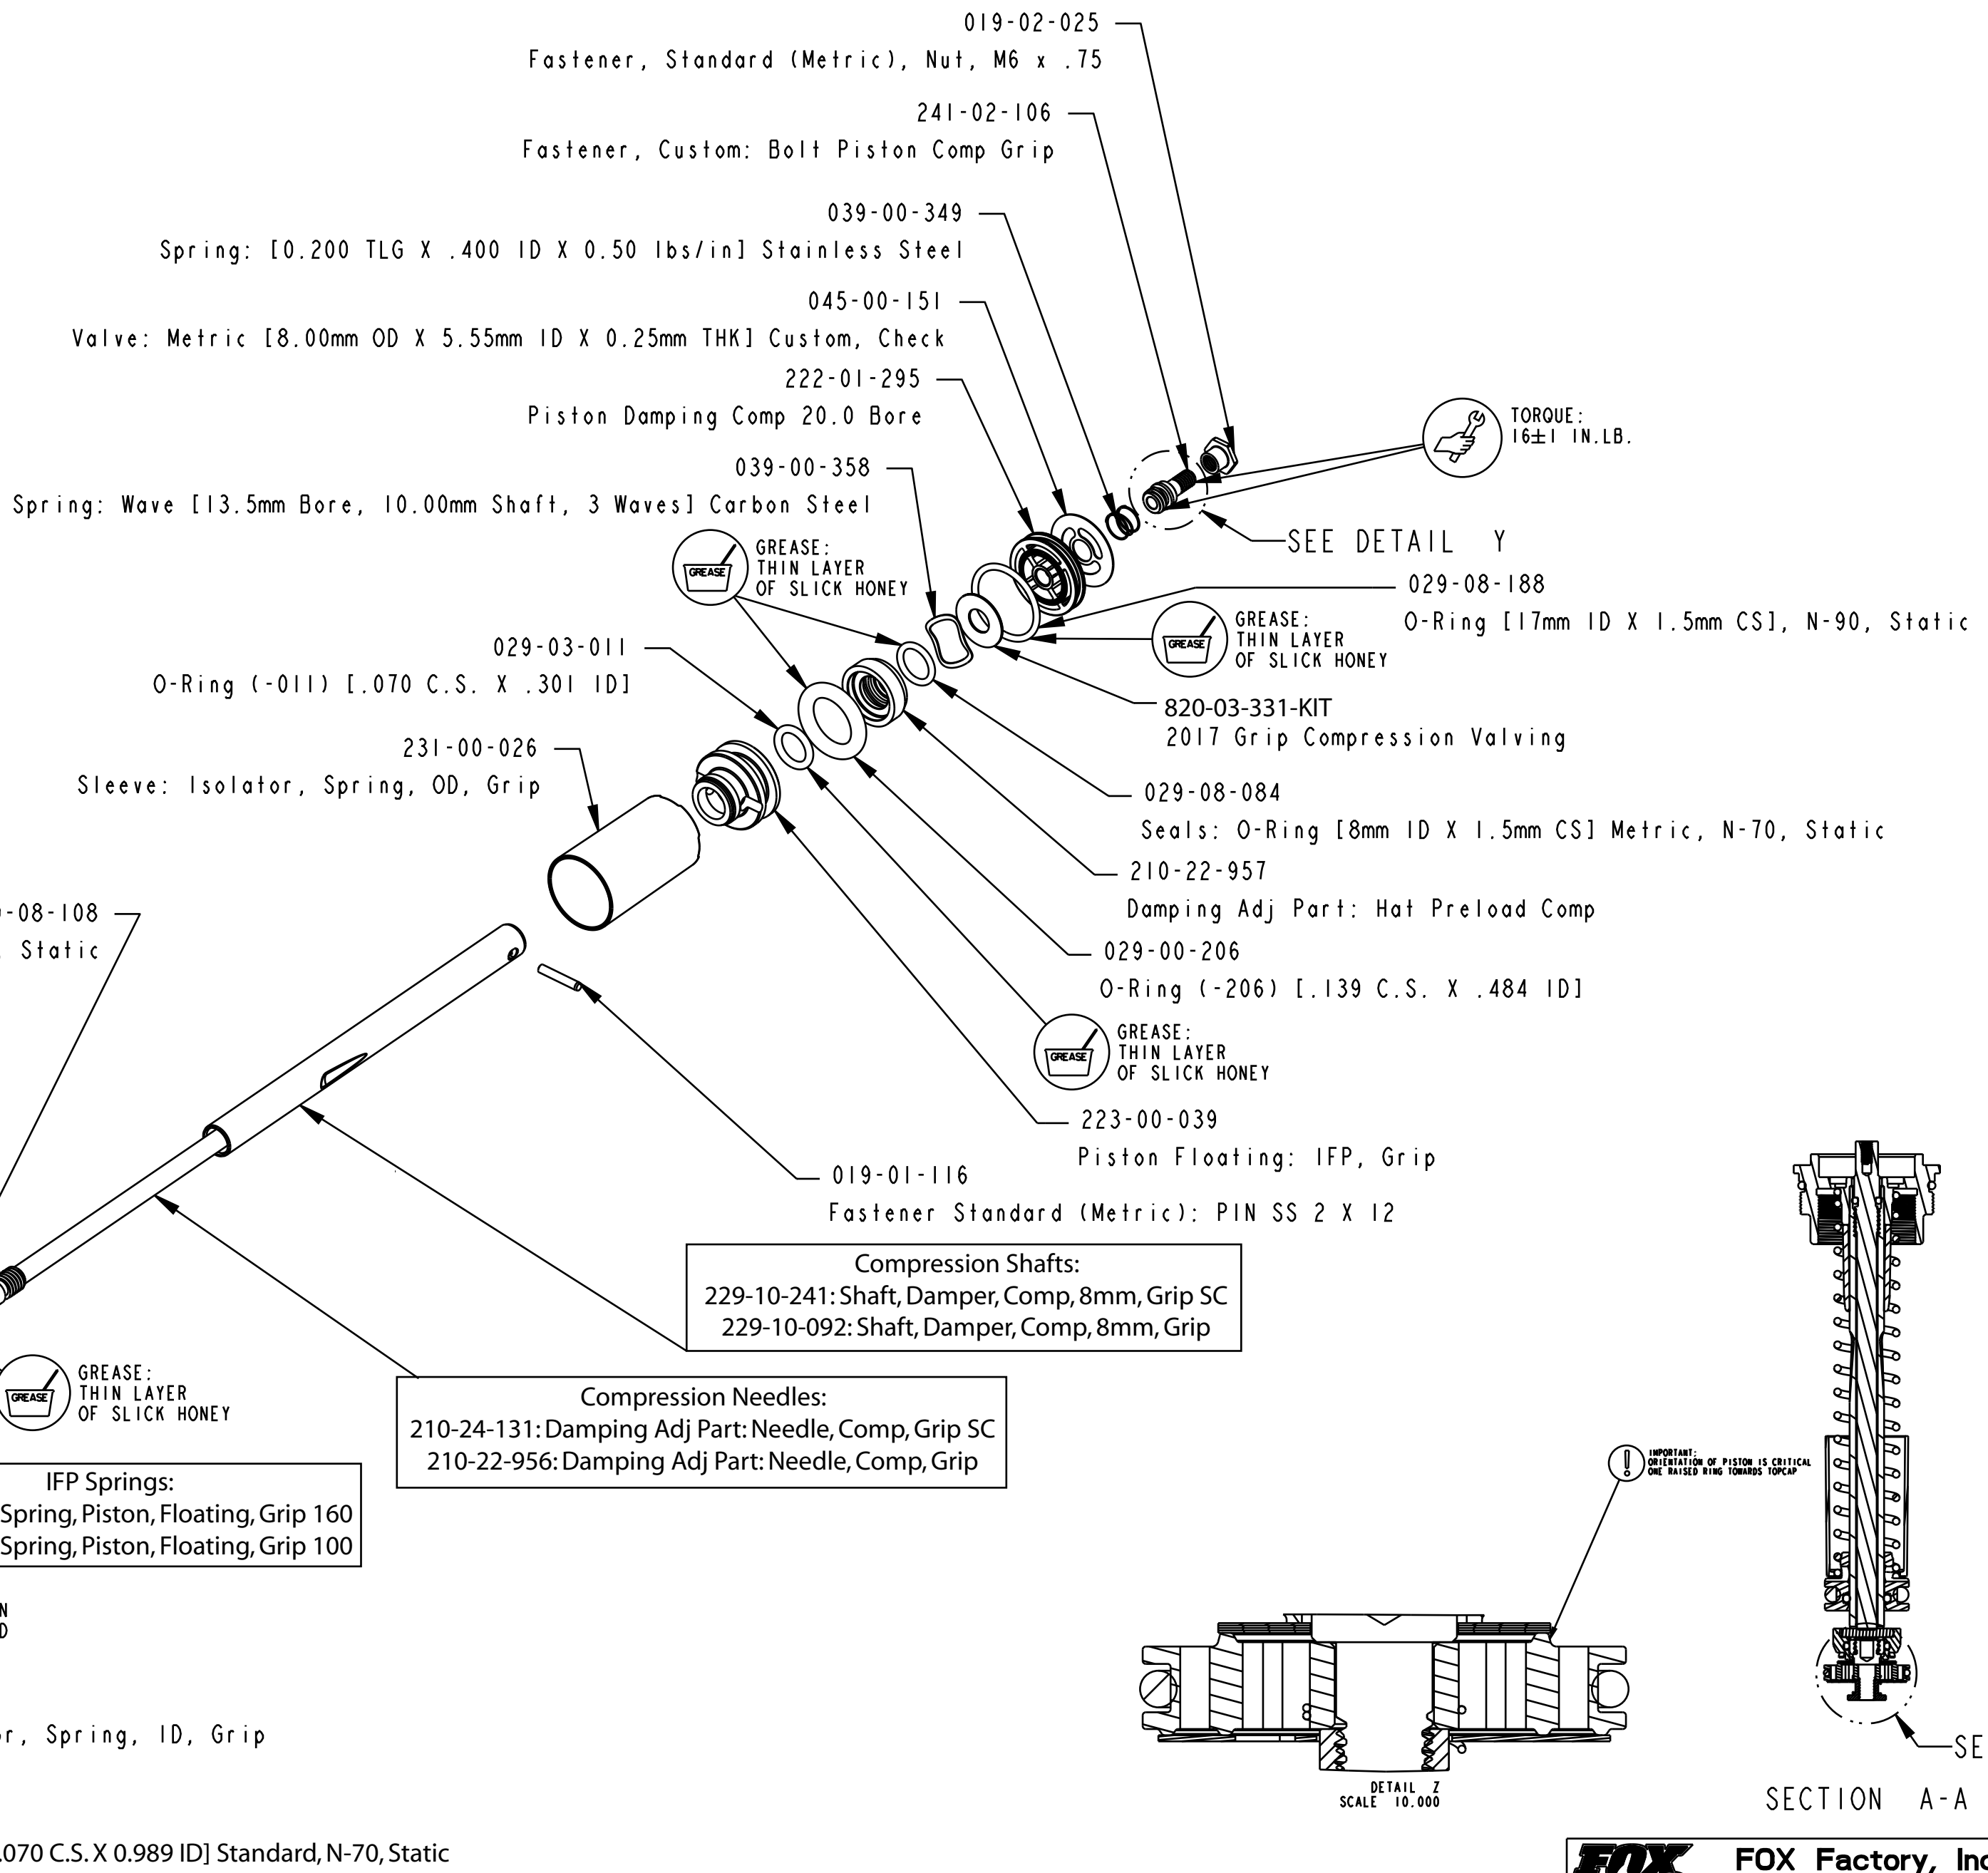 019-02-025
Fastener, Standard (Metric), Nut, M6 x .75
241-02-106
Fastener, Custom: Bolt Piston Comp Grip
039-00-349
Spring: [0.200 TLG X .400 ID X 0.50 lbs/in] Stainless Steel
045-00-151
Valve: Metric [8.00mm OD X 5.55mm ID X 0.25mm THK] Custom, Check
222-01-295
Piston Damping Comp 20.0 Bore
TORQUE:
16±1 IN.LB.
039-00-358
Spring: Wave [13.5mm Bore, 10.00mm Shaft, 3 Waves] Carbon Steel
SEE DETAIL Y
GREASE
GREASE:
THIN LAYER
OF SLICK HONEY
029-08-188
O-Ring [17mm ID X 1.5mm CS], N-90, Static
GREASE
GREASE:
THIN LAYER
OF SLICK HONEY
029-03-011
O-Ring (-011) [.070 C.S. X .301 ID]
820-03-331-KIT
2017 Grip Compression Valving
231-00-026
Sleeve: Isolator, Spring, OD, Grip
029-08-084
Seals: O-Ring [8mm ID X 1.5mm CS] Metric, N-70, Static
210-22-957
Damping Adj Part: Hat Preload Comp
-08-108
Static
029-00-206
O-Ring (-206) [.139 C.S. X .484 ID]
GREASE
GREASE:
THIN LAYER
OF SLICK HONEY
223-00-039
Piston Floating: IFP, Grip
019-01-116
Fastener Standard (Metric): PIN SS 2 X 12
Compression Shafts:
229-10-241: Shaft, Damper, Comp, 8mm, Grip SC
229-10-092: Shaft, Damper, Comp, 8mm, Grip
GREASE
GREASE:
THIN LAYER
OF SLICK HONEY
Compression Needles:
210-24-131: Damping Adj Part: Needle, Comp, Grip SC
210-22-956: Damping Adj Part: Needle, Comp, Grip
IFP Springs:
Spring, Piston, Floating, Grip 160
Spring, Piston, Floating, Grip 100
IMPORTANT:
ORIENTATION OF PISTON IS CRITICAL
ONE RAISED RING TOWARDS TOPCAP
N
D
r, Spring, ID, Grip
SE
DETAIL Z
SCALE 10.000
SECTION A-A
.070 C.S. X 0.989 ID] Standard, N-70, Static
FOX
FOX Factory, Inc